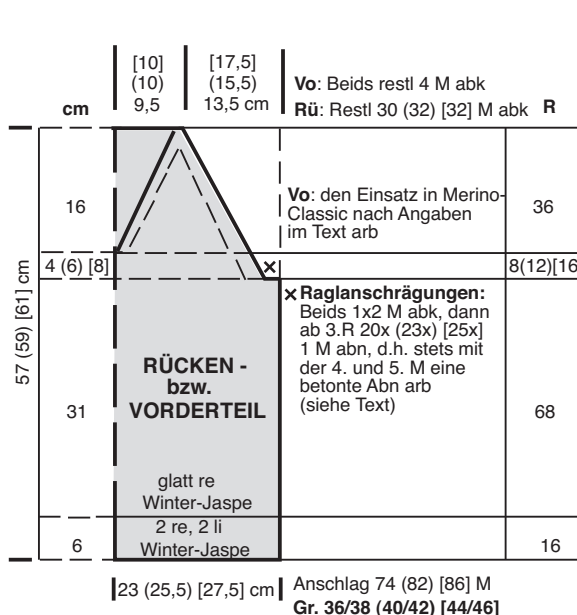 [10] [17,5]
(10) (15,5)
9,5 13,5 cm
Vo: Beids restl 4 M abk
Rü: Restl 30 (32) [32] M abk
cm
R
16
Vo: den Einsatz in Merino-
Classic nach Angaben
im Text arb
36
4 (6) [8]
8(12)[16
57 (59) [61] cm
× Raglanschrägungen:
Beids 1x2 M abk, dann
ab 3.R 20x (23x) [25x]
1 M abn, d.h. stets mit
der 4. und 5. M eine
betonte Abn arb
(siehe Text)
RÜCKEN -
bzw.
VORDERTEIL
31
68
glatt re
Winter-Jaspe
2 re, 2 li
Winter-Jaspe
6
16
23 (25,5) [27,5] cm
Anschlag 74 (82) [86] M
Gr. 36/38 (40/42) [44/46]